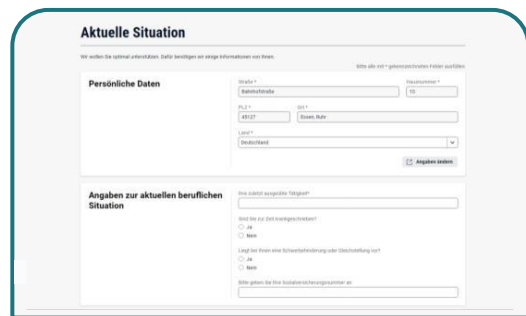 Aktuelle Situation
Wir wollen Sie optimal unterstützen. Dafür benötigen wir einige Informationen von Ihnen.
Bitte alle mit * gekennzeichneten Felder ausfüllen
Persönliche Daten
Straße *
Hausnummer *
Bahnhofstraße
10
PLZ *
Ort *
45127
Essen, Ruhr
Land *
Deutschland
Angaben ändern
Angaben zur aktuellen beruflichen
Situation
Ihre zuletzt ausgeübte Tätigkeit*
Sind Sie zur Zeit krankgeschrieben?
Ja
Nein
Liegt bei Ihnen eine Schwerbehinderung oder Gleichstellung vor?
Ja
Nein
Bitte geben Sie Ihre Sozialversicherungsnummer an